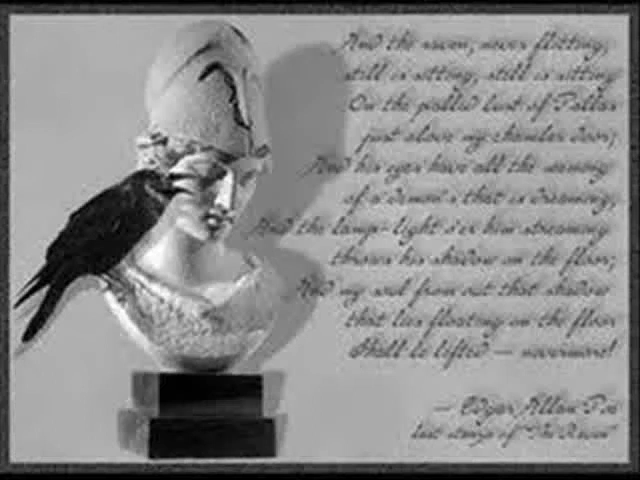 And the raven, never flitting,
still is sitting, still is sitting
On the pallid bust of Pallas
just above my chamber door;
And his eyes have all the seeming
of a demon's that is dreaming,
And the lamp-light o'er him streaming
throws his shadow on the floor;
And my soul from out that shadow
that lies floating on the floor
Shall be lifted — nevermore!
— Edgar Allan Poe
last stanza of "The Raven"